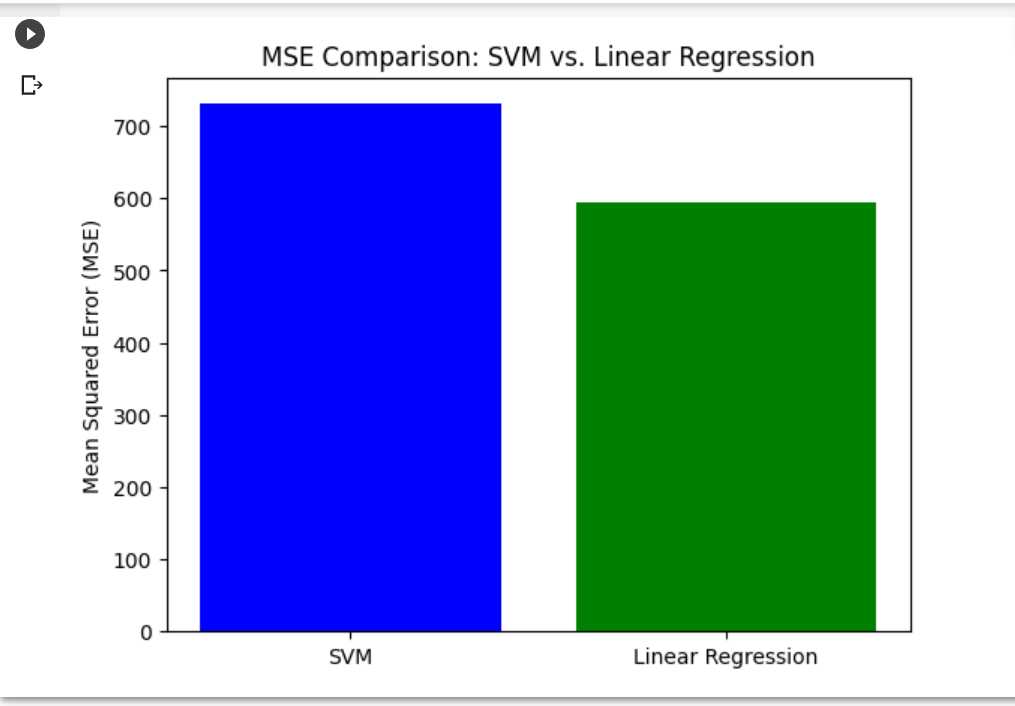 MSE Comparison: SVM vs. Linear Regression
Mean Squared Error (MSE)
700
600
500
400
300
200
100
0
SVM
Linear Regression